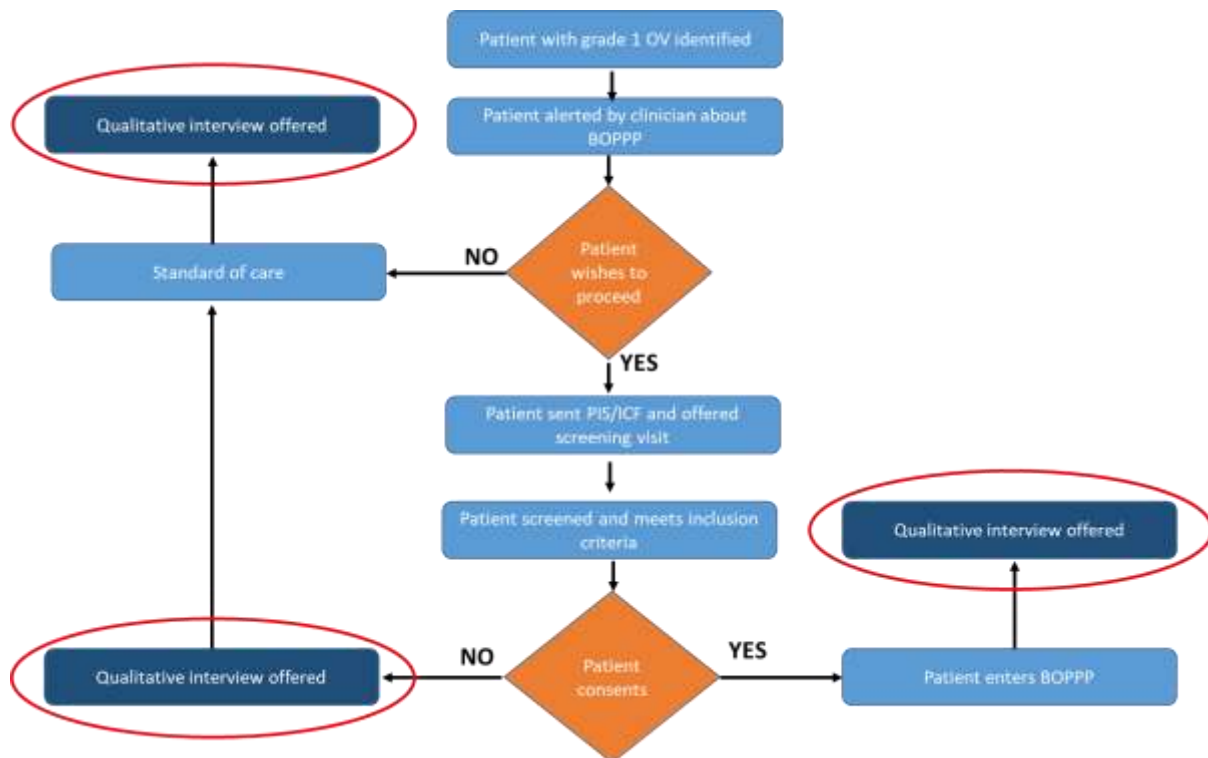 Patient with grade 1 OV identified
Qualitative interview offered
Patient alerted by clinician about
BOPPP
Patient
wishes to
proceed
NO
Standard of care
YES
Patient sent PIS/ICF and offered
screening visit
Patient screened and meets inclusion
criteria
Qualitative interview offered
Patient
consents
NO
YES
Qualitative interview offered
Patient enters BOPPP